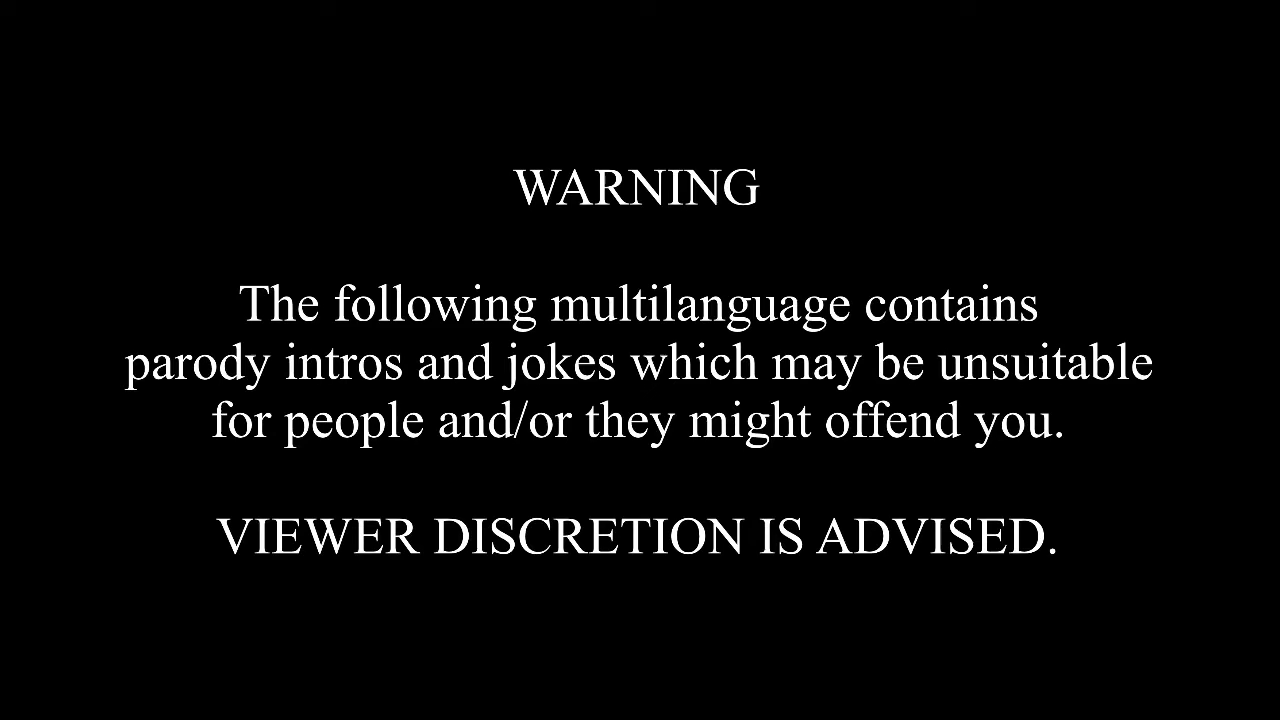 WARNING
The following multilanguage contains
parody intros and jokes which may be unsuitable
for people and/or they might offend you.
VIEWER DISCRETION IS ADVISED.